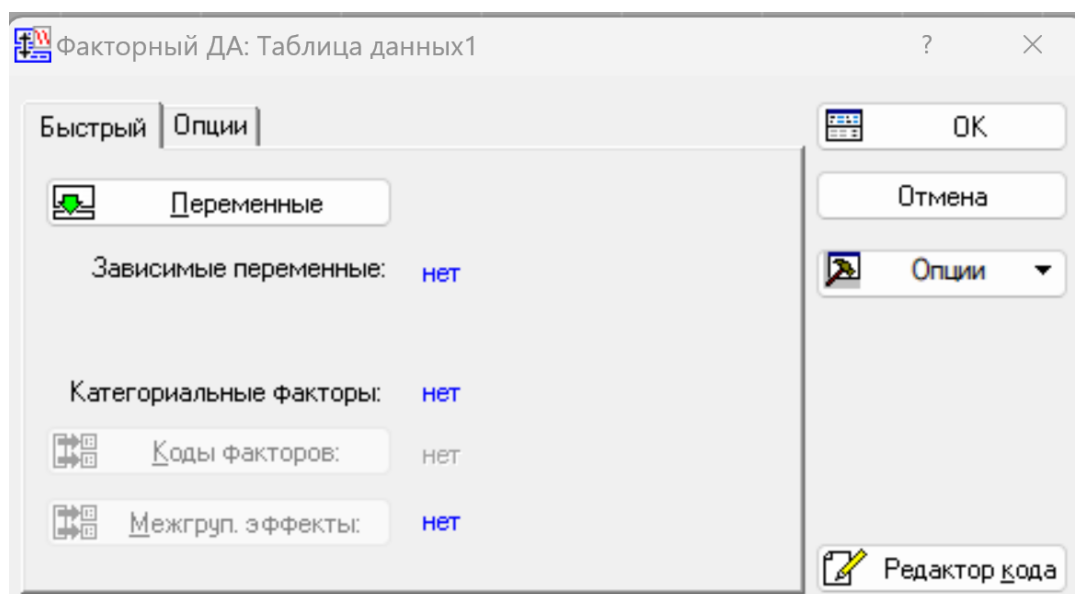 Факторный ДА: Таблица данных1 ?
Быстрый Опции
Переменные
Зависимые переменные: нет
Категориальные факторы: нет
Коды факторов: нет
Межгруп. эффекты: нет
OK
Отмена
Опции
Редактор кода